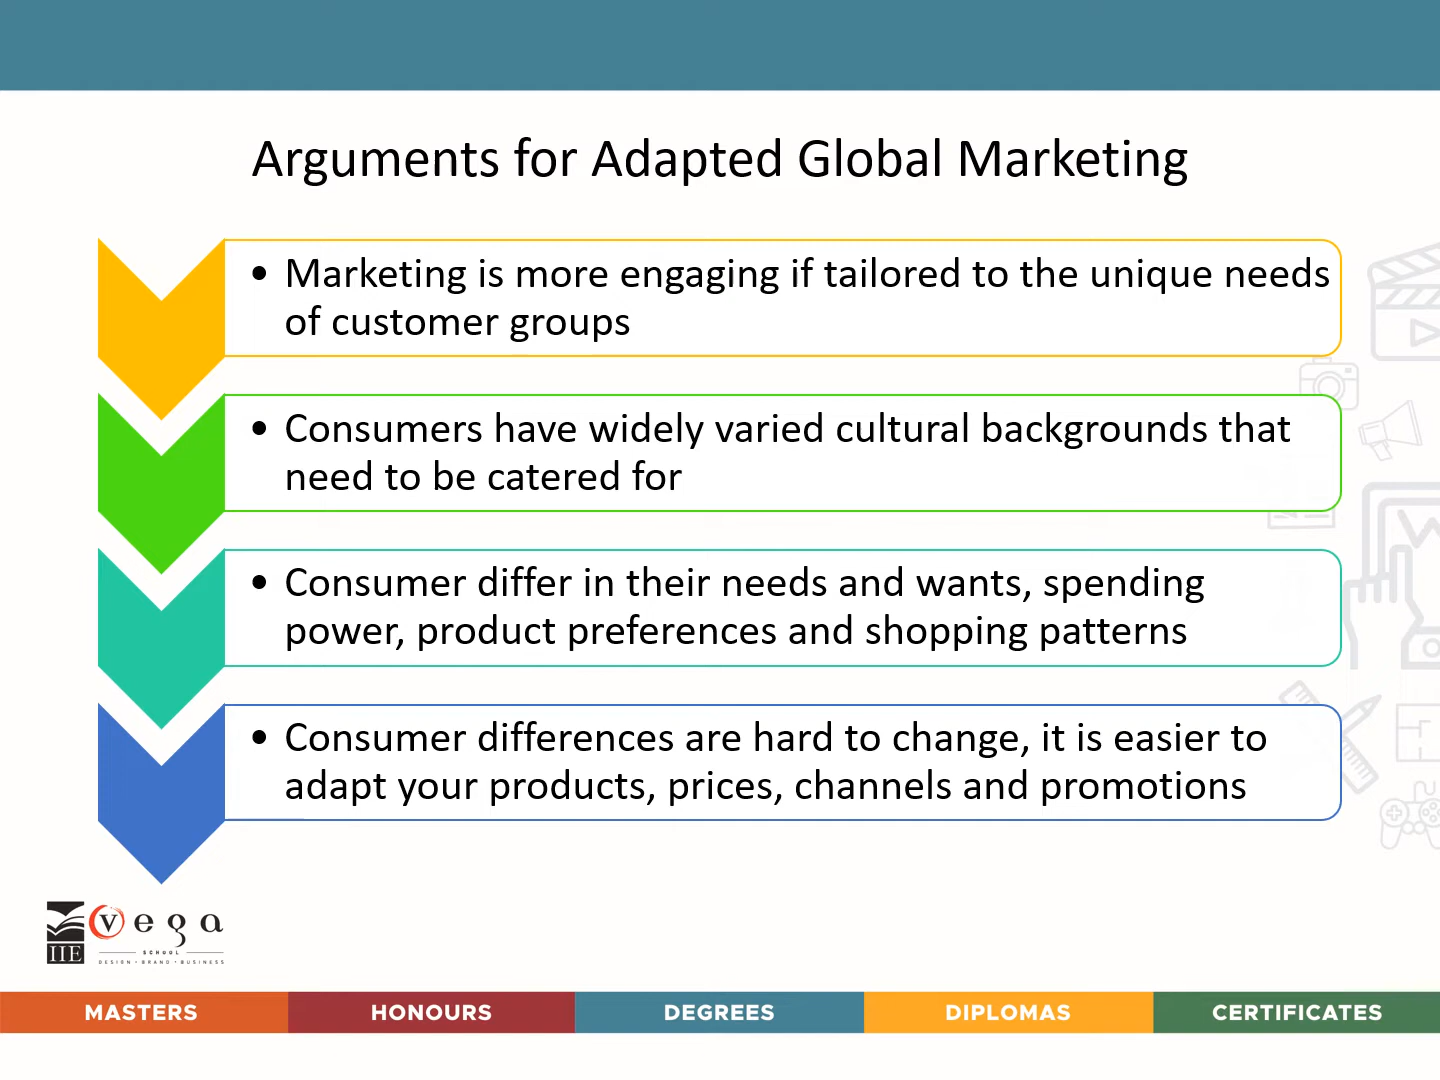 Arguments for Adapted Global Marketing
• Marketing is more engaging if tailored to the unique needs
of customer groups
• Consumers have widely varied cultural backgrounds that
need to be catered for
• Consumer differ in their needs and wants, spending
power, product preferences and shopping patterns
• Consumer differences are hard to change, it is easier to
adapt your products, prices, channels and promotions
IIE vega
SCHOOL
DESIGN • BRAND • BUSINESS
MASTERS HONOURS DEGREES DIPLOMAS CERTIFICATES